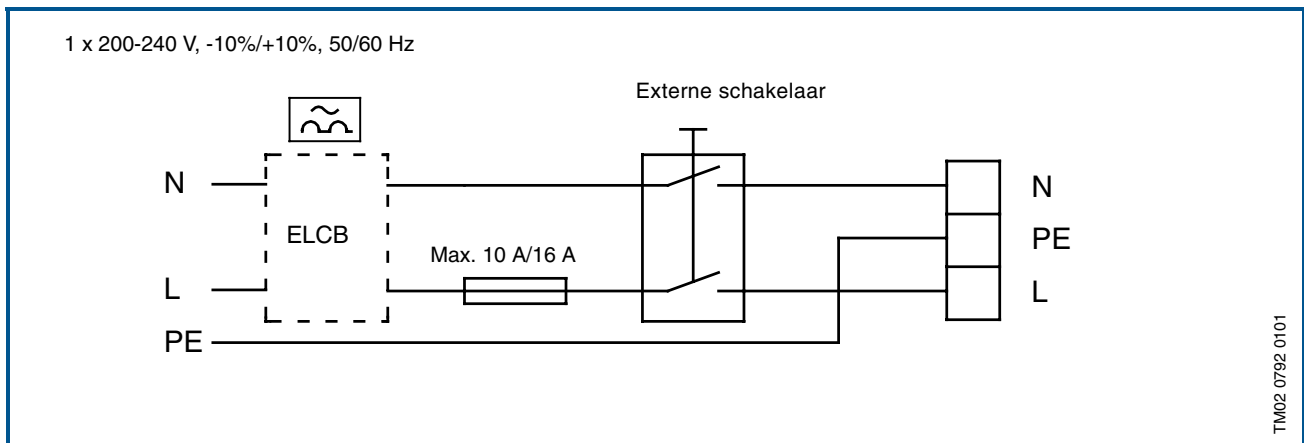 1 x 200-240 V, -10%/+10%, 50/60 Hz
Externe schakelaar
N
N
ELCB
PE
Max. 10 A/16 A
L
L
PE
TM02 0792 0101